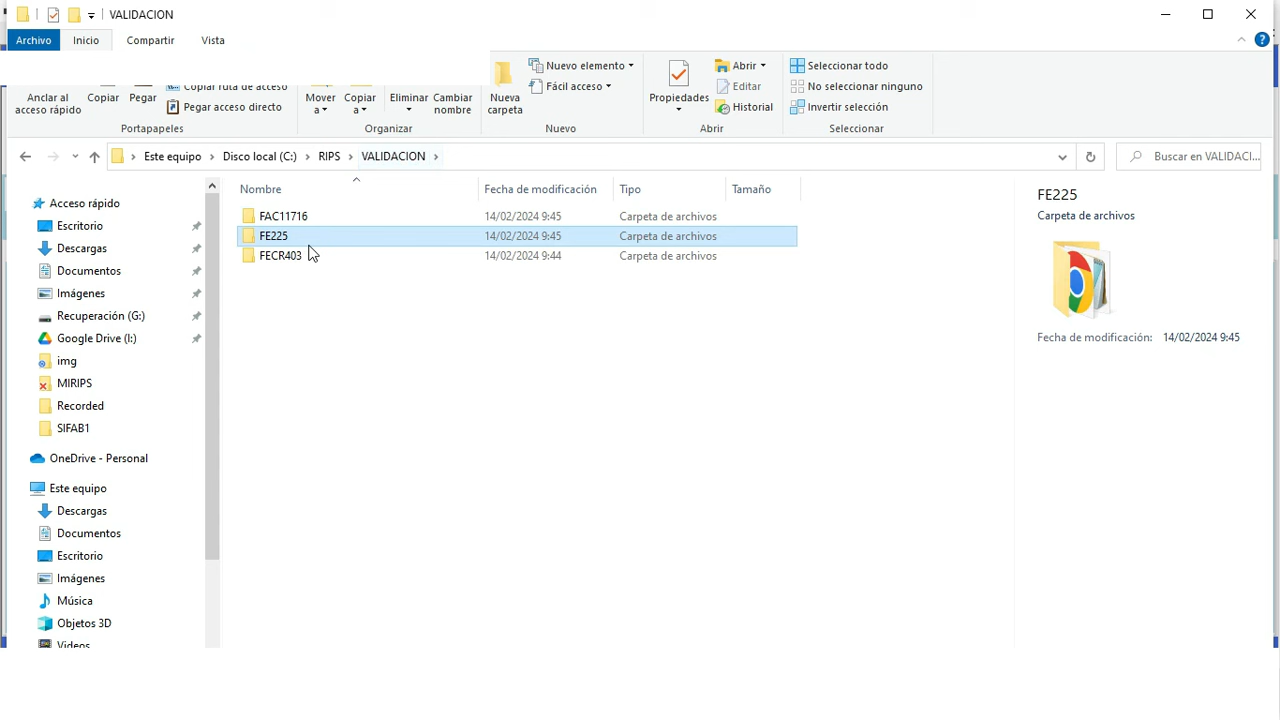 VALIDACION
Archivo Inicio Compartir Vista
Nuevo elemento Abrir Seleccionar todo
Copiar ruta de acceso Fácil acceso Editar No seleccionar ninguno
Anclar al acceso rápido Copiar Pegar Pegar acceso directo Mover a Copiar a Eliminar Cambiar nombre Nueva carpeta Propiedades Historial Invertir selección
Portapapeles Organizar Nuevo Abrir Seleccionar
Este equipo › Disco local (C:) › RIPS › VALIDACION › Buscar en VALIDACI...
Nombre Fecha de modificación Tipo Tamaño
FAC11716 14/02/2024 9:45 Carpeta de archivos
FE225 14/02/2024 9:45 Carpeta de archivos
FECR403 14/02/2024 9:44 Carpeta de archivos
Acceso rápido
Escritorio
Descargas
Documentos
Imágenes
Recuperación (G:)
Google Drive (I:)
img
MIRIPS
Recorded
SIFAB1
OneDrive - Personal
Este equipo
Descargas
Documentos
Escritorio
Imágenes
Música
Objetos 3D
Videos
FE225
Carpeta de archivos
Fecha de modificación: 14/02/2024 9:45